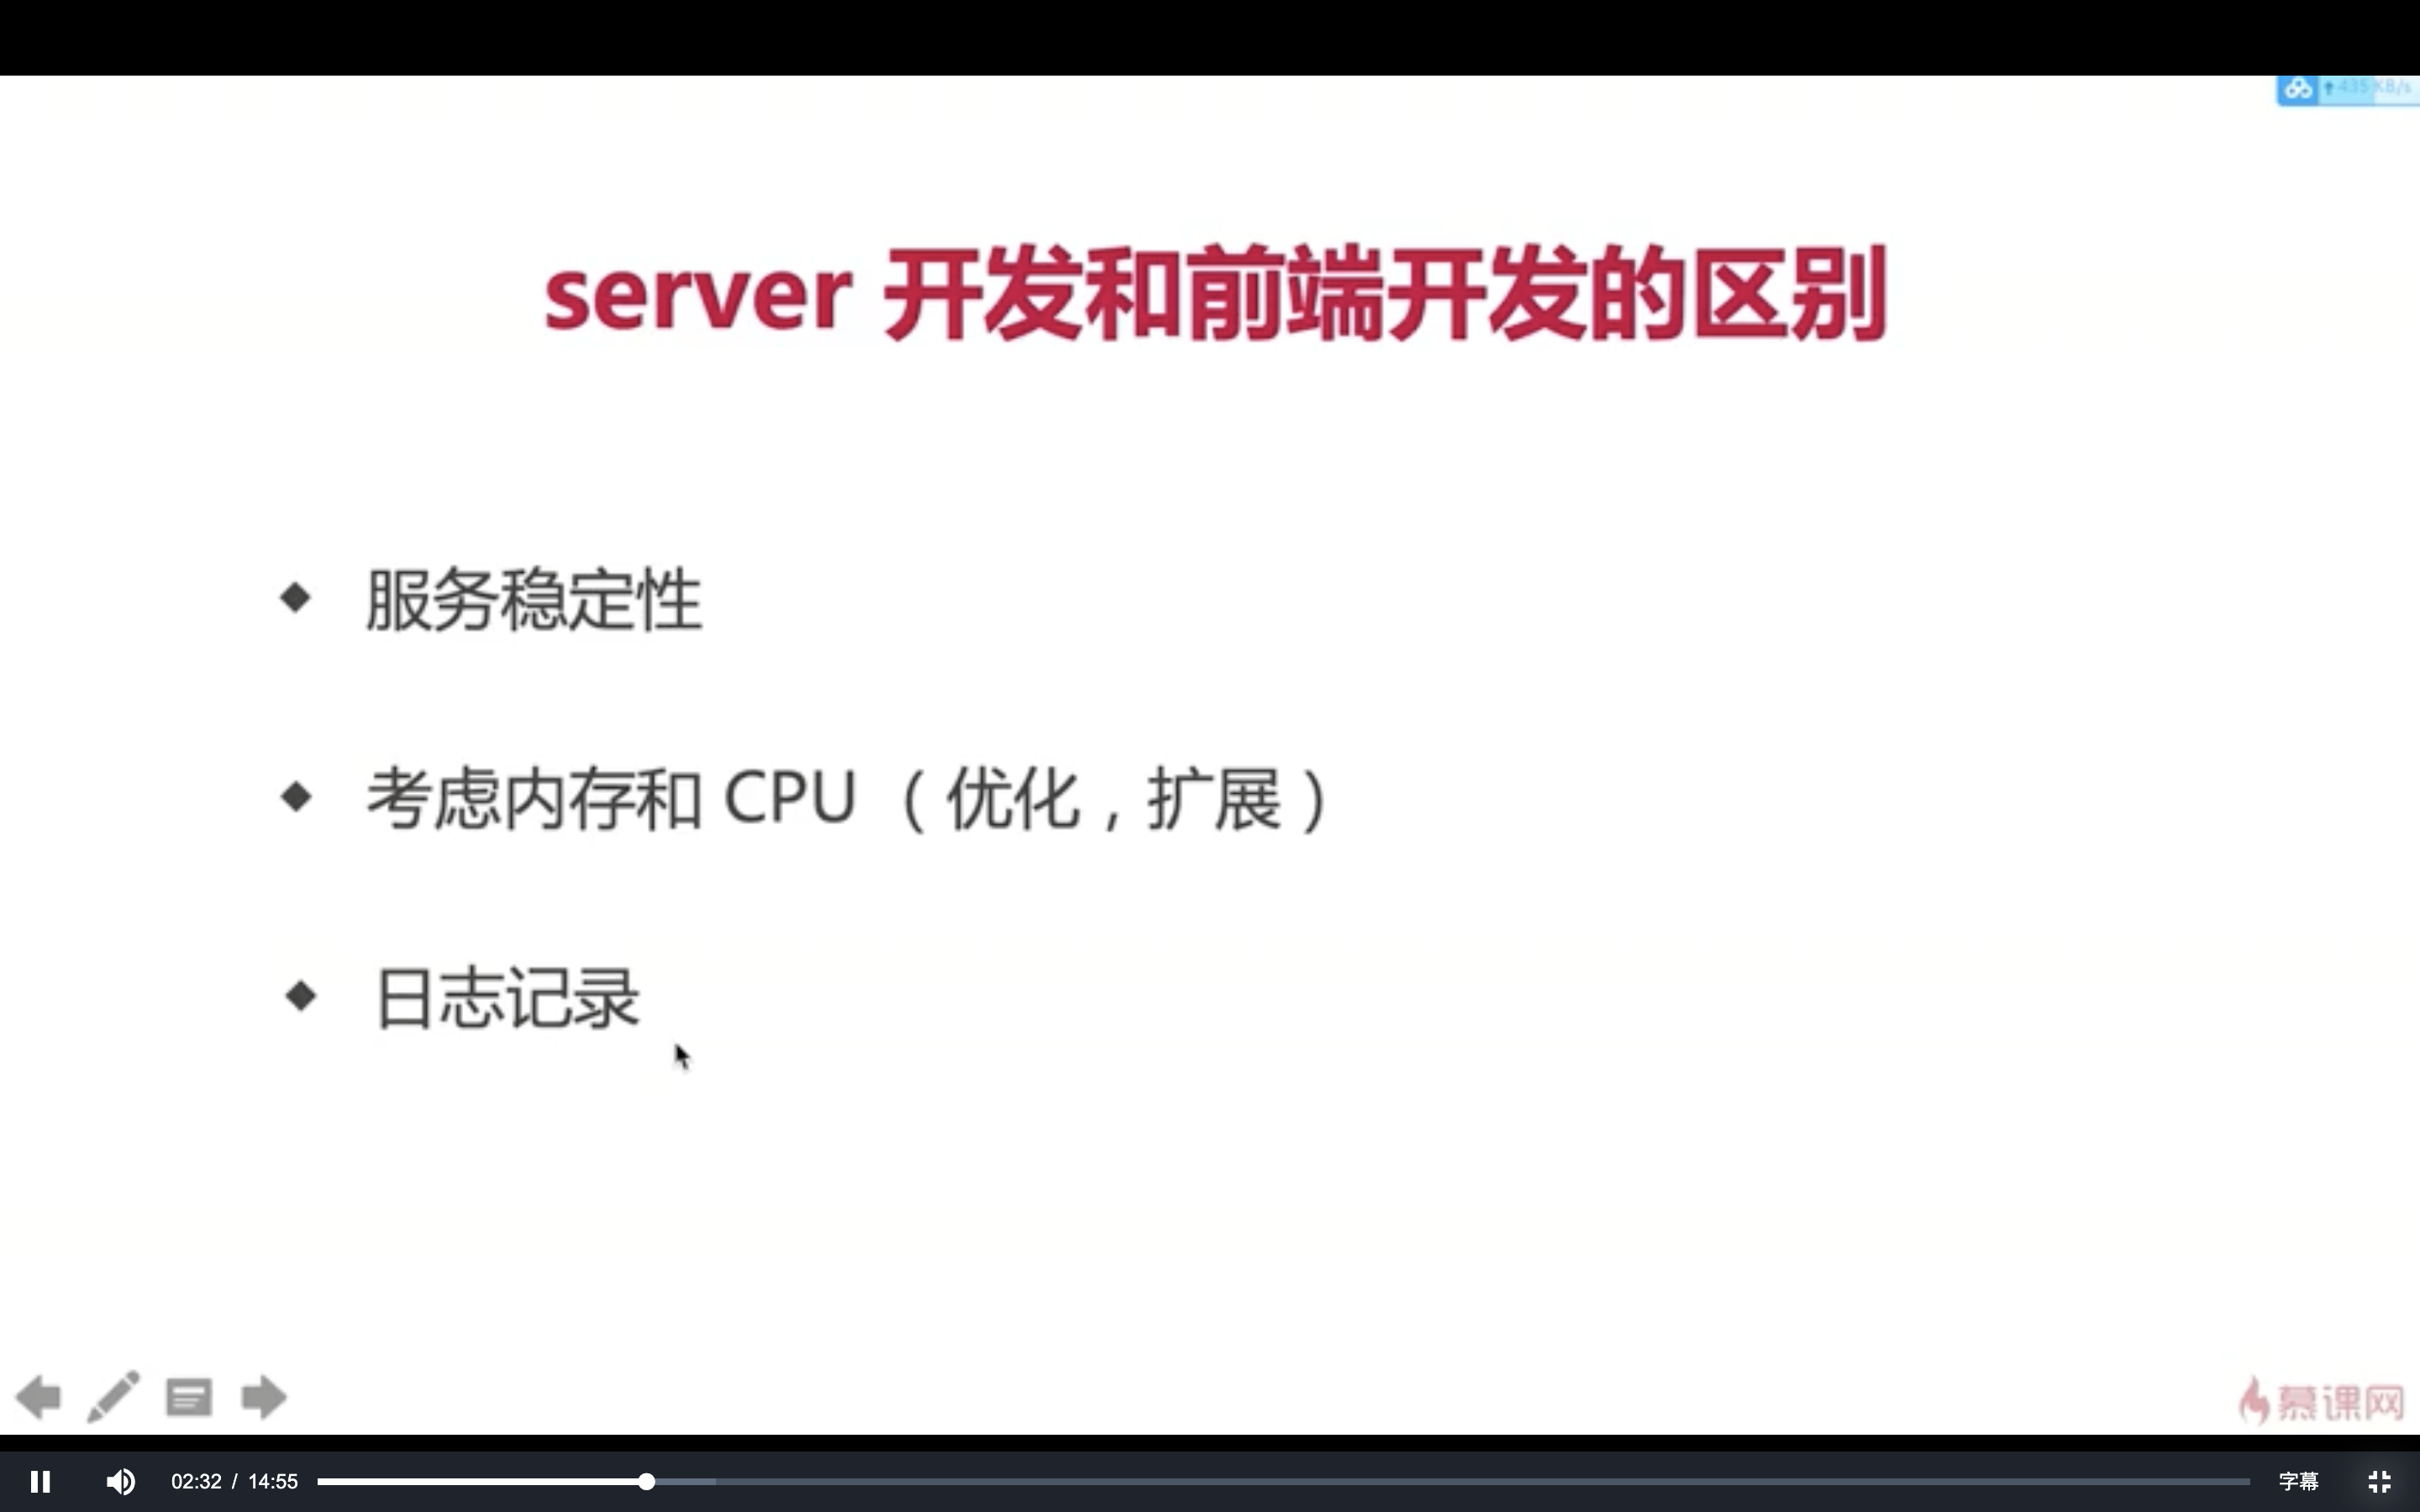 435 KB/s
server 开发和前端开发的区别
服务稳定性
考虑内存和 CPU （ 优化 , 扩展 ）
日志记录
慕课网
02:32 / 14:55
字幕